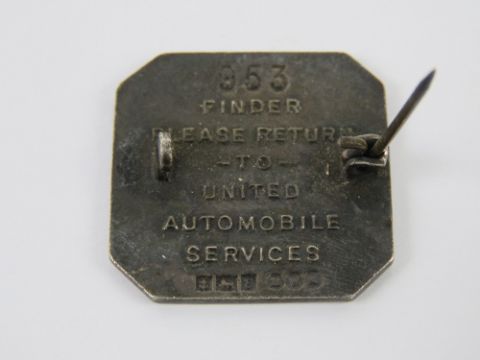 953
FINDER
PLEASE RETURN
-TO-
UNITED
AUTOMOBILE
SERVICES